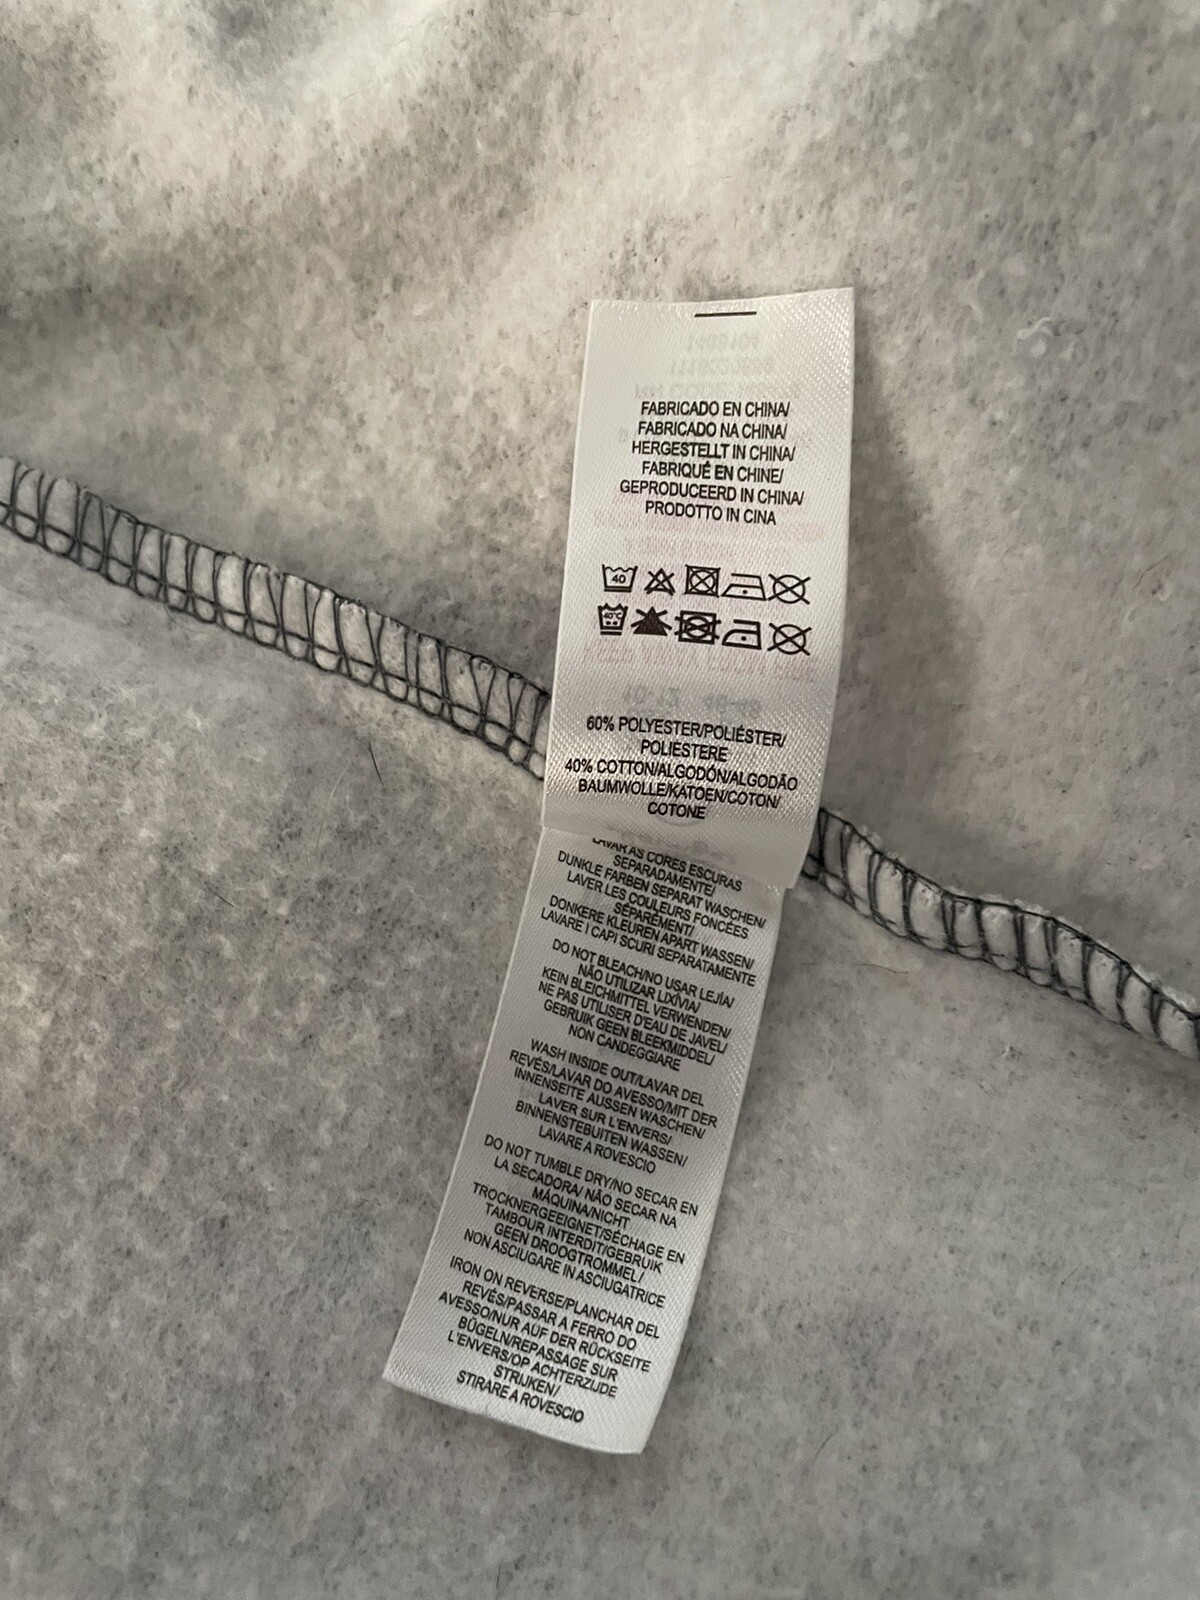 FABRICADO EN CHINA/
FABRICADO NA CHINA/
HERGESTELLT IN CHINA/
FABRIQUÉ EN CHINE/
GEPRODUCEERD IN CHINA/
PRODOTTO IN CINA
40
40°C
60% POLYESTER/POLIÉSTER/
POLIESTERE
40% COTTON/ALGODÓN/ALGODÃO
BAUMWOLLE/KATOEN/COTON/
COTONE
LAVAR AS CORES ESCURAS
SEPARADAMENTE/
DUNKLE FARBEN SEPARAT WASCHEN/
LAVER LES COULEURS FONCÉES
SÉPARÉMENT/
DONKERE KLEUREN APART WASSEN/
LAVARE I CAPI SCURI SEPARATAMENTE
DO NOT BLEACH/NO USAR LEJÍA/
NÃO UTILIZAR LIXÍVIA/
KEIN BLEICHMITTEL VERWENDEN/
NE PAS UTILISER D'EAU DE JAVEL/
GEBRUIK GEEN BLEEKMIDDEL/
NON CANDEGGIARE
WASH INSIDE OUT/LAVAR DEL
REVÉS/LAVAR DO AVESSO/MIT DER
INNENSEITE AUSSEN WASCHEN/
LAVER SUR L'ENVERS/
BINNENSTEBUITEN WASSEN/
LAVARE A ROVESCIO
DO NOT TUMBLE DRY/NO SECAR EN
LA SECADORA/ NÃO SECAR NA
MÁQUINA/NICHT
TROCKNERGEEIGNET/SÉCHAGE EN
TAMBOUR INTERDIT/GEBRUIK
GEEN DROOGTROMMEL/
NON ASCIUGARE IN ASCIUGATRICE
IRON ON REVERSE/PLANCHAR DEL
REVÉS/PASSAR A FERRO DO
AVESSO/NUR AUF DER RÜCKSEITE
BÜGELN/REPASSAGE SUR
L'ENVERS/OP ACHTERZIJDE
STRIJKEN/
STIRARE A ROVESCIO